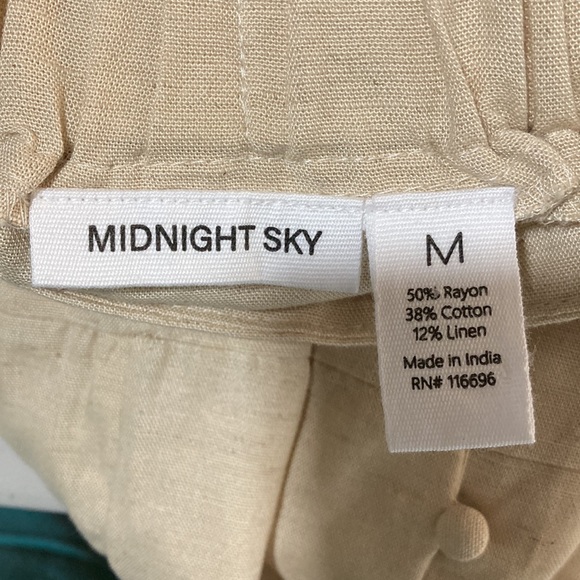 MIDNIGHT SKY
M
50% Rayon
38% Cotton
12% Linen
Made in India
RN# 116696